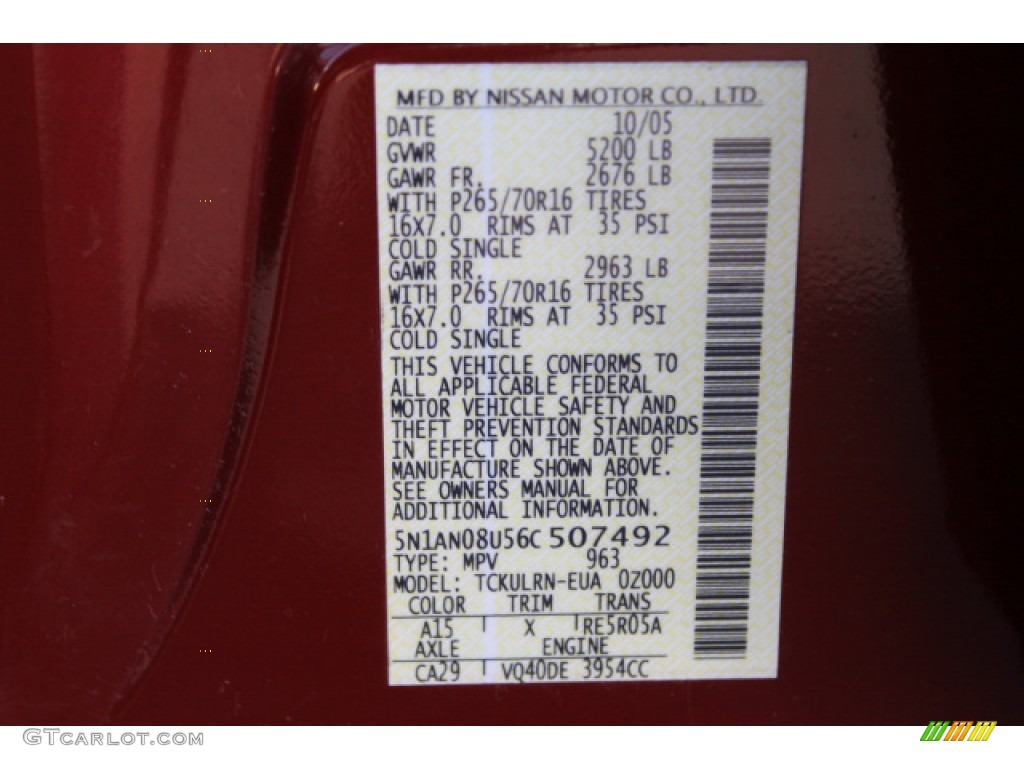 MFD BY NISSAN MOTOR CO., LTD.
DATE 10/05
GVWR 5200 LB
GAWR FR. 2676 LB
WITH P265/70R16 TIRES
16X7.0 RIMS AT 35 PSI
COLD SINGLE
GAWR RR. 2963 LB
WITH P265/70R16 TIRES
16X7.0 RIMS AT 35 PSI
COLD SINGLE
THIS VEHICLE CONFORMS TO
ALL APPLICABLE FEDERAL
MOTOR VEHICLE SAFETY AND
THEFT PREVENTION STANDARDS
IN EFFECT ON THE DATE OF
MANUFACTURE SHOWN ABOVE.
SEE OWNERS MANUAL FOR
ADDITIONAL INFORMATION.
5N1AN08U56C 507492
TYPE: MPV 963
MODEL: TCKULRN-EUA 0Z000
COLOR TRIM TRANS
A15 X RE5R05A
AXLE ENGINE
CA29 VQ40DE 3954CC
GTCarLot.com